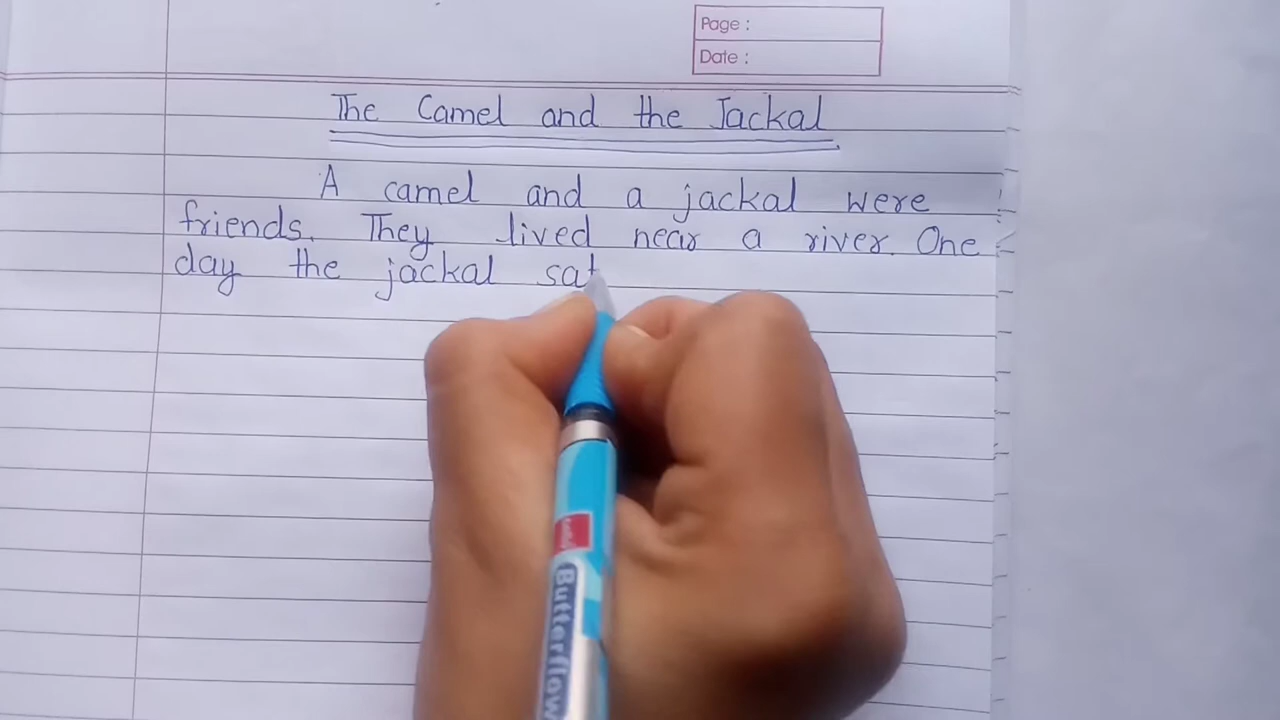 Page :
Date :
The Camel and the Jackal
A camel and a jackal were
friends. They lived near a river. One
day the jackal sat
Butterflow